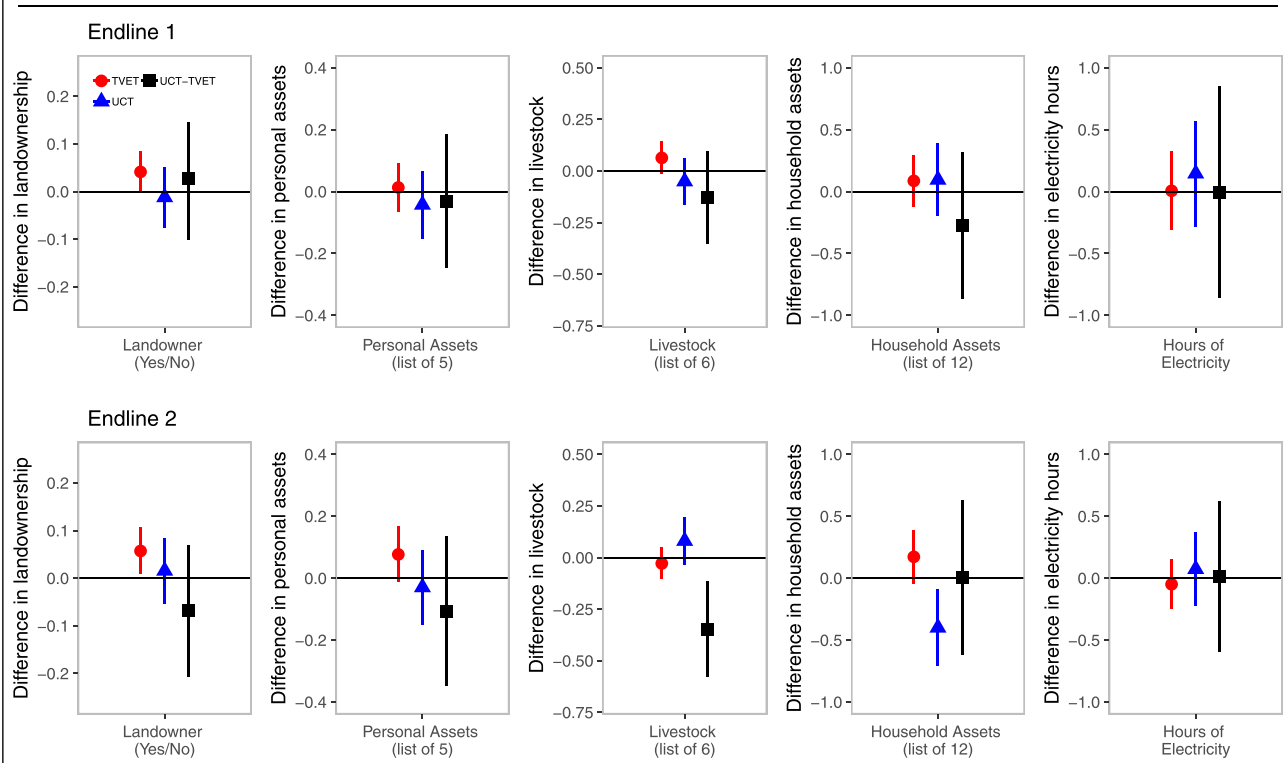 Endline 1
Difference in landownership
0.2
0.1
0.0
−0.1
−0.2
TVET
UCT−TVET
UCT
Landowner
(Yes/No)
Difference in personal assets
0.4
0.2
0.0
−0.2
−0.4
Personal Assets
(list of 5)
Difference in livestock
0.50
0.25
0.00
−0.25
−0.50
−0.75
Livestock
(list of 6)
Difference in household assets
1.0
0.5
0.0
−0.5
−1.0
Household Assets
(list of 12)
Difference in electricity hours
1.0
0.5
0.0
−0.5
−1.0
Hours of
Electricity
Endline 2
Difference in landownership
0.2
0.1
0.0
−0.1
−0.2
Landowner
(Yes/No)
Difference in personal assets
0.4
0.2
0.0
−0.2
−0.4
Personal Assets
(list of 5)
Difference in livestock
0.50
0.25
0.00
−0.25
−0.50
−0.75
Livestock
(list of 6)
Difference in household assets
1.0
0.5
0.0
−0.5
−1.0
Household Assets
(list of 12)
Difference in electricity hours
1.0
0.5
0.0
−0.5
−1.0
Hours of
Electricity